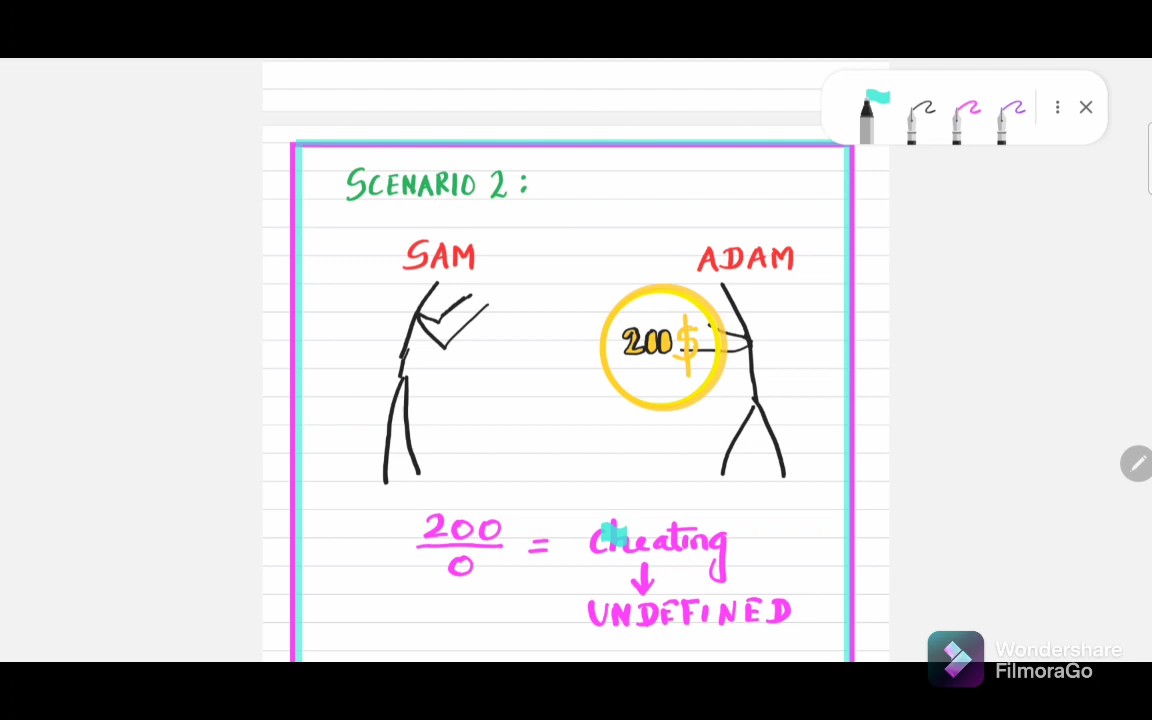 SCENARIO 2 :
SAM
ADAM
200 $
200
0
= Cheating
↓
UNDEFINED
Wondershare
FilmoraGo